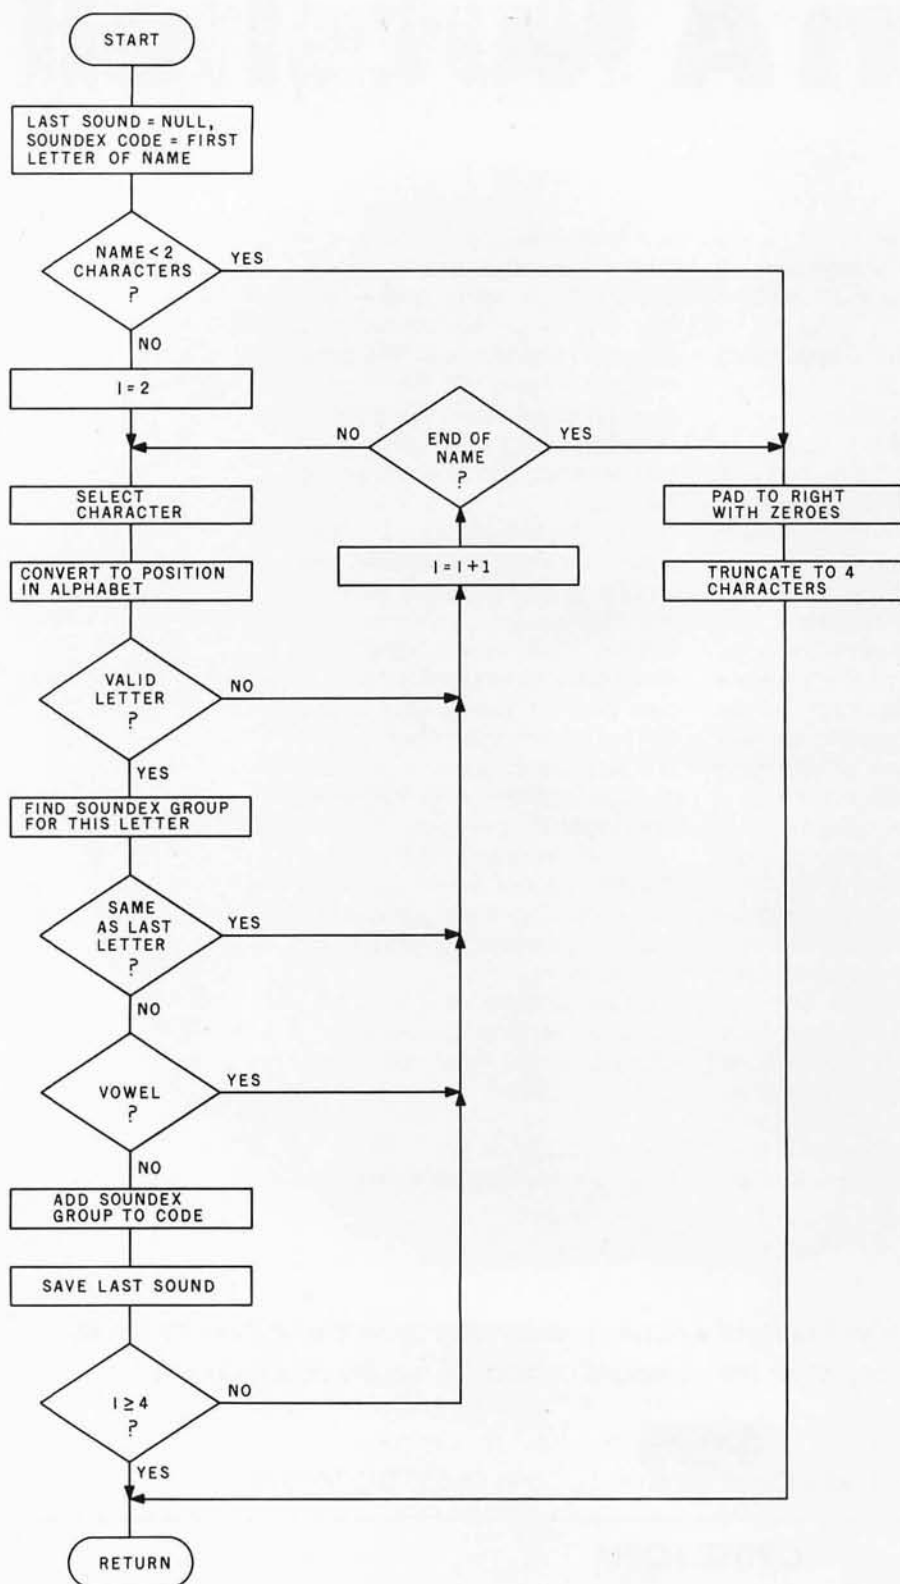 START
LAST SOUND = NULL,
SOUNDEX CODE = FIRST
LETTER OF NAME
NAME < 2
CHARACTERS
?
YES
NO
I = 2
NO
END OF
NAME
?
YES
SELECT
CHARACTER
PAD TO RIGHT
WITH ZEROES
CONVERT TO POSITION
IN ALPHABET
I = I + 1
TRUNCATE TO 4
CHARACTERS
VALID
LETTER
?
NO
YES
FIND SOUNDEX GROUP
FOR THIS LETTER
SAME
AS LAST
LETTER
?
YES
NO
VOWEL
?
YES
NO
ADD SOUNDEX
GROUP TO CODE
SAVE LAST SOUND
I ≥ 4
?
NO
YES
RETURN